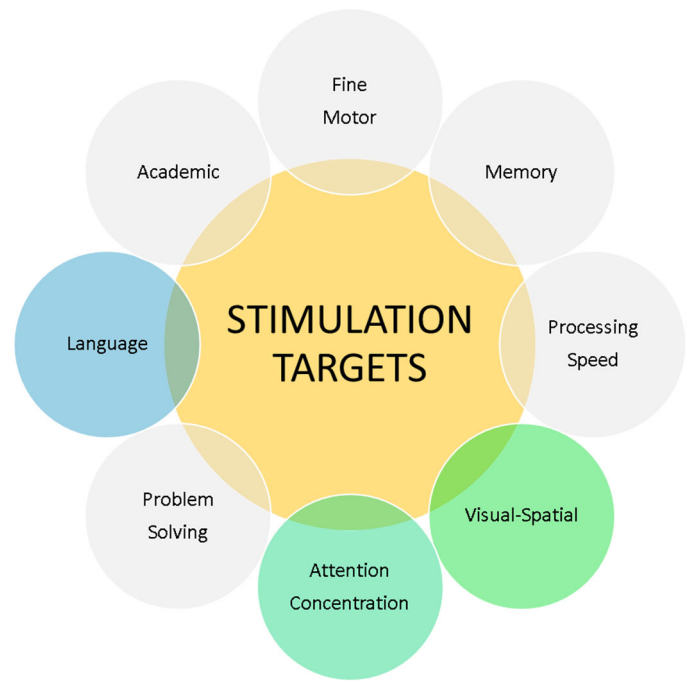 Fine
Motor
Academic
Memory
STIMULATION
TARGETS
Language
Processing
Speed
Problem
Solving
Visual-Spatial
Attention
Concentration